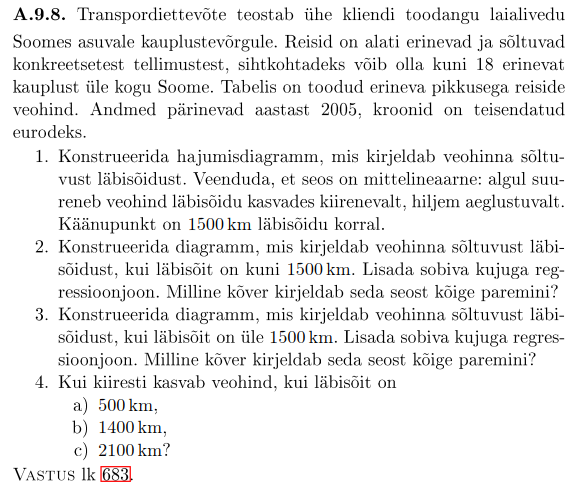 A.9.8. Transpordiettevõte teostab ühe kliendi toodangu laialivedu
Soomes asuvale kauplustevõrgule. Reisid on alati erinevad ja sõltuvad
konkreetsetest tellimustest, sihtkohtadeks võib olla kuni 18 erinevat
kauplust üle kogu Soome. Tabelis on toodud erineva pikkusega reiside
veohind. Andmed pärinevad aastast 2005, kroonid on teisendatud
eurodeks.
1. Konstrueerida hajumisdiagramm, mis kirjeldab veohinna sõltu-
vust läbisõidust. Veenduda, et seos on mittelineaarne: algul suu-
reneb veohind läbisõidu kasvades kiirenevalt, hiljem aeglustuvalt.
Käänupunkt on 1500 km läbisõidu korral.
2. Konstrueerida diagramm, mis kirjeldab veohinna sõltuvust läbi-
sõidust, kui läbisõit on kuni 1500 km. Lisada sobiva kujuga reg-
ressioonjoon. Milline kõver kirjeldab seda seost kõige paremini?
3. Konstrueerida diagramm, mis kirjeldab veohinna sõltuvust läbi-
sõidust, kui läbisõit on üle 1500 km. Lisada sobiva kujuga regres-
sioonjoon. Milline kõver kirjeldab seda seost kõige paremini?
4. Kui kiiresti kasvab veohind, kui läbisõit on
a) 500 km,
b) 1400 km,
c) 2100 km?
VASTUS lk 683.